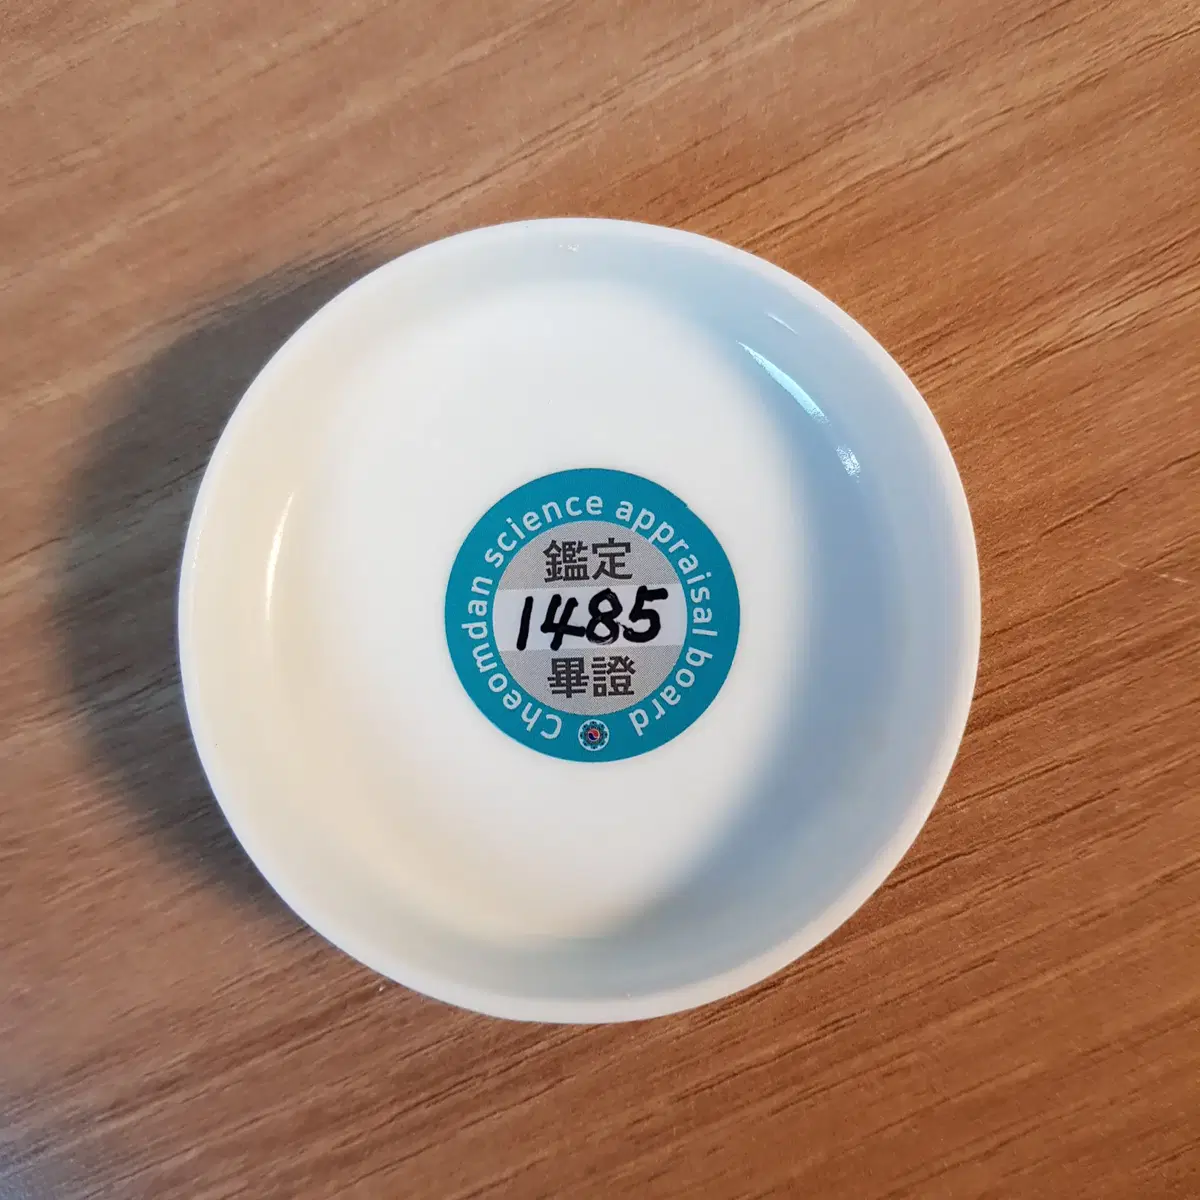 Cheomdan science appraisal board
鑑定
1485
畢證